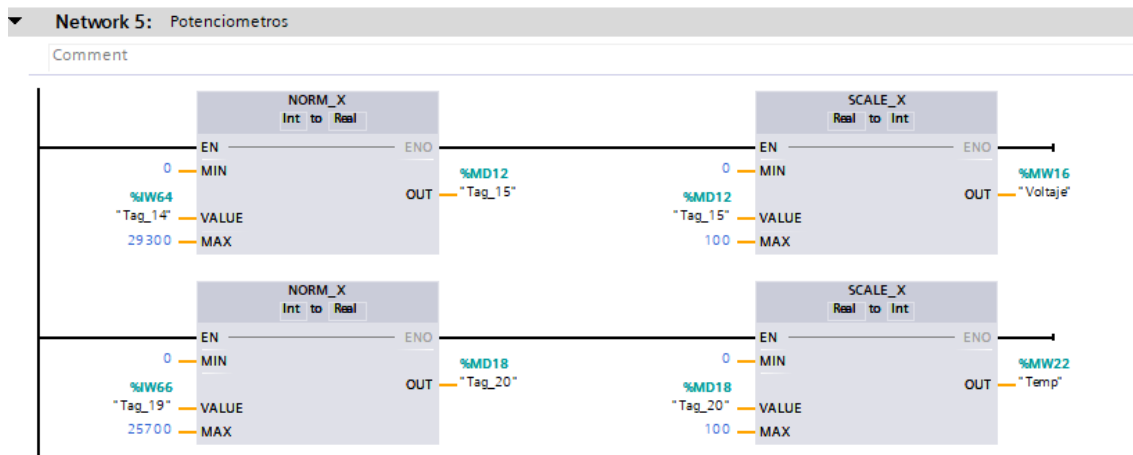 Network 5: Potenciometros
Comment
NORM_X
Int to Real
EN ENO
0 MIN
%MD12
OUT "Tag_15"
%IW64
"Tag_14" VALUE
29300 MAX
SCALE_X
Real to Int
EN ENO
0 MIN
%MW16
OUT "Voltaje"
%MD12
"Tag_15" VALUE
100 MAX
NORM_X
Int to Real
EN ENO
0 MIN
%MD18
OUT "Tag_20"
%IW66
"Tag_19" VALUE
25700 MAX
SCALE_X
Real to Int
EN ENO
0 MIN
%MW22
OUT "Temp"
%MD18
"Tag_20" VALUE
100 MAX